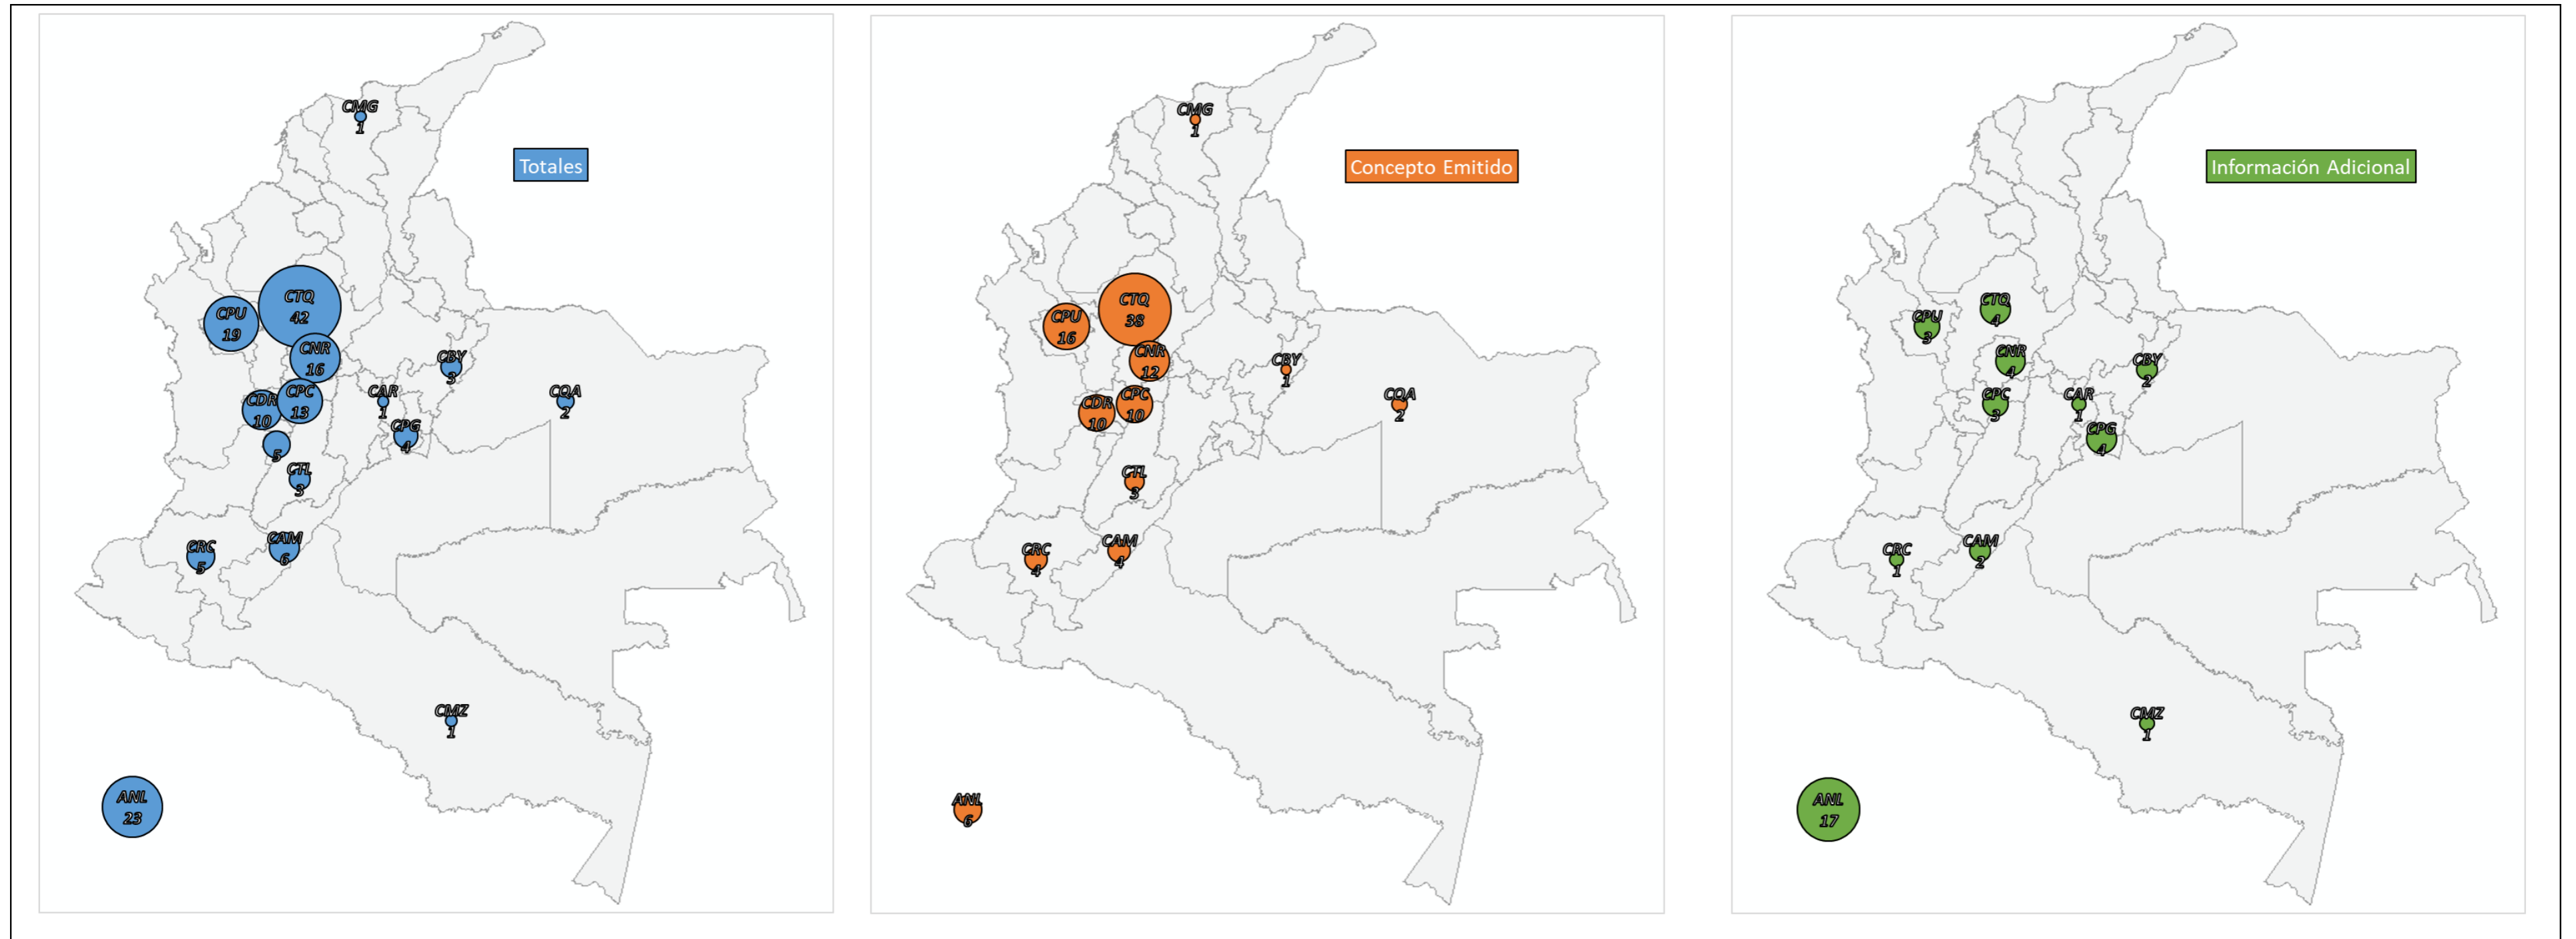 Totales
CMG
1
CTQ
42
CPU
19
CNR
16
CBY
3
CAR
1
CQA
2
CPC
13
CDR
10
CPG
4
5
CTL
3
CAM
6
CRC
5
CMZ
1
ANL
23
Concepto Emitido
CMG
1
CTQ
38
CPU
16
CNR
12
CBY
1
CQA
2
CPC
10
CDR
10
CTL
3
CAM
4
CRC
4
ANL
6
Información Adicional
CTQ
4
CPU
3
CNR
4
CBY
2
CAR
1
CPC
3
CPG
4
CAM
2
CRC
1
CMZ
1
ANL
17